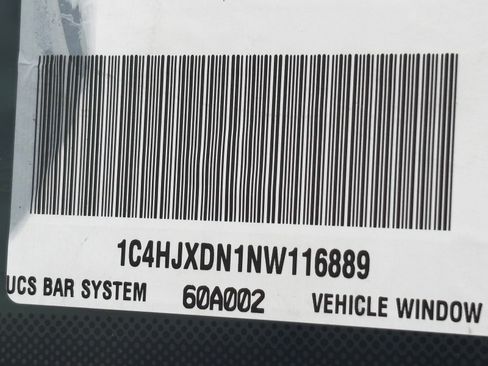 1C4HJXDN1NW116889
UCS BAR SYSTEM 60A002 VEHICLE WINDOW